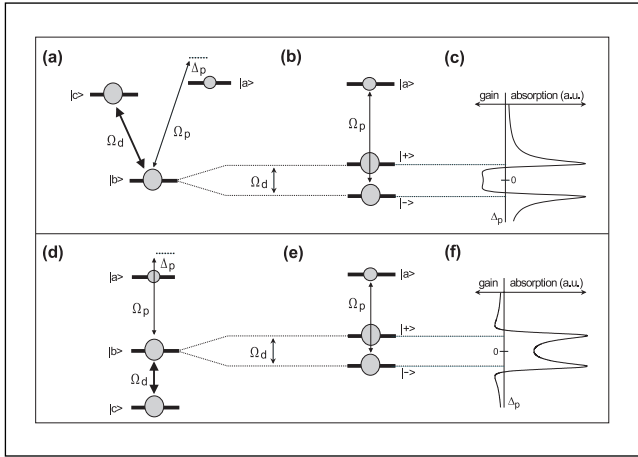 (a)
Δp
|a>
|c>
Ωp
Ωd
|b>
(b)
|a>
Ωp
|+>
Ωd
|−>
(c)
gain absorption (a.u.)
0
Δp
(d)
Δp
|a>
Ωp
|b>
Ωd
|c>
(e)
|a>
Ωp
|+>
Ωd
|−>
(f)
gain absorption (a.u.)
0
Δp